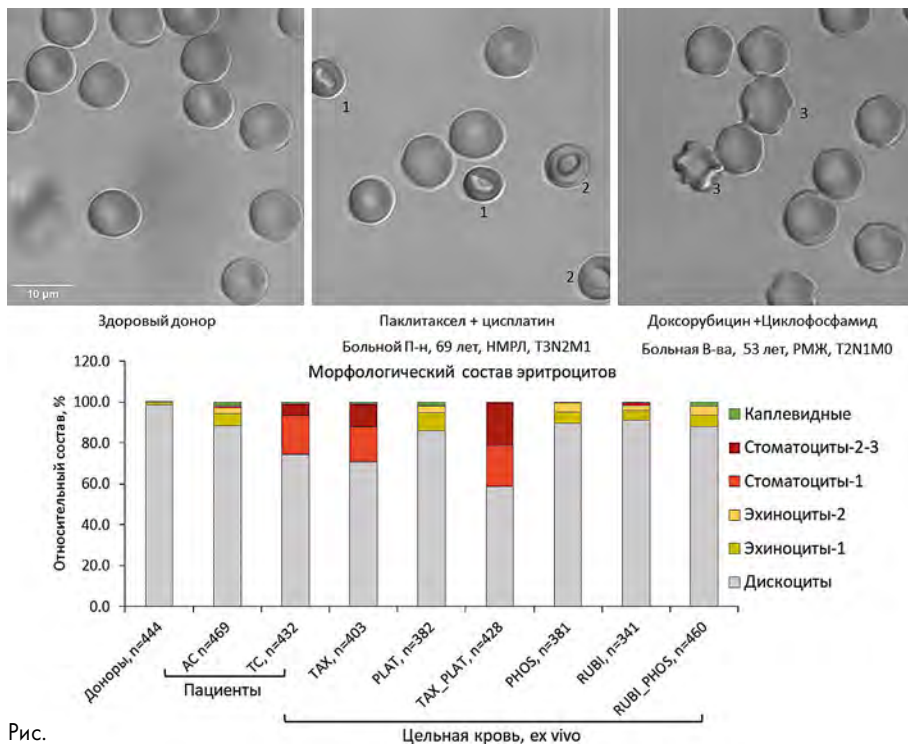 1
1
2
2
3
3
10 µm
Здоровый донор
Паклитаксел + цисплатин
Больной П-н, 69 лет, НМРЛ, T3N2M1
Доксорубицин +Циклофосфамид
Больная В-ва, 53 лет, РМЖ, T2N1M0
Морфологический состав эритроцитов
Относительный состав, %
100.0
80.0
60.0
40.0
20.0
0.0
Каплевидные
Стоматоциты-2-3
Стоматоциты-1
Эхиноциты-2
Эхиноциты-1
Дискоциты
Доноры, n=444
AC n=469
TC, n=432
TAX, n=403
PLAT, n=382
TAX_PLAT, n=428
PHOS, n=381
RUBI, n=341
RUBI_PHOS, n=460
Пациенты
Цельная кровь, ex vivo
Рис.